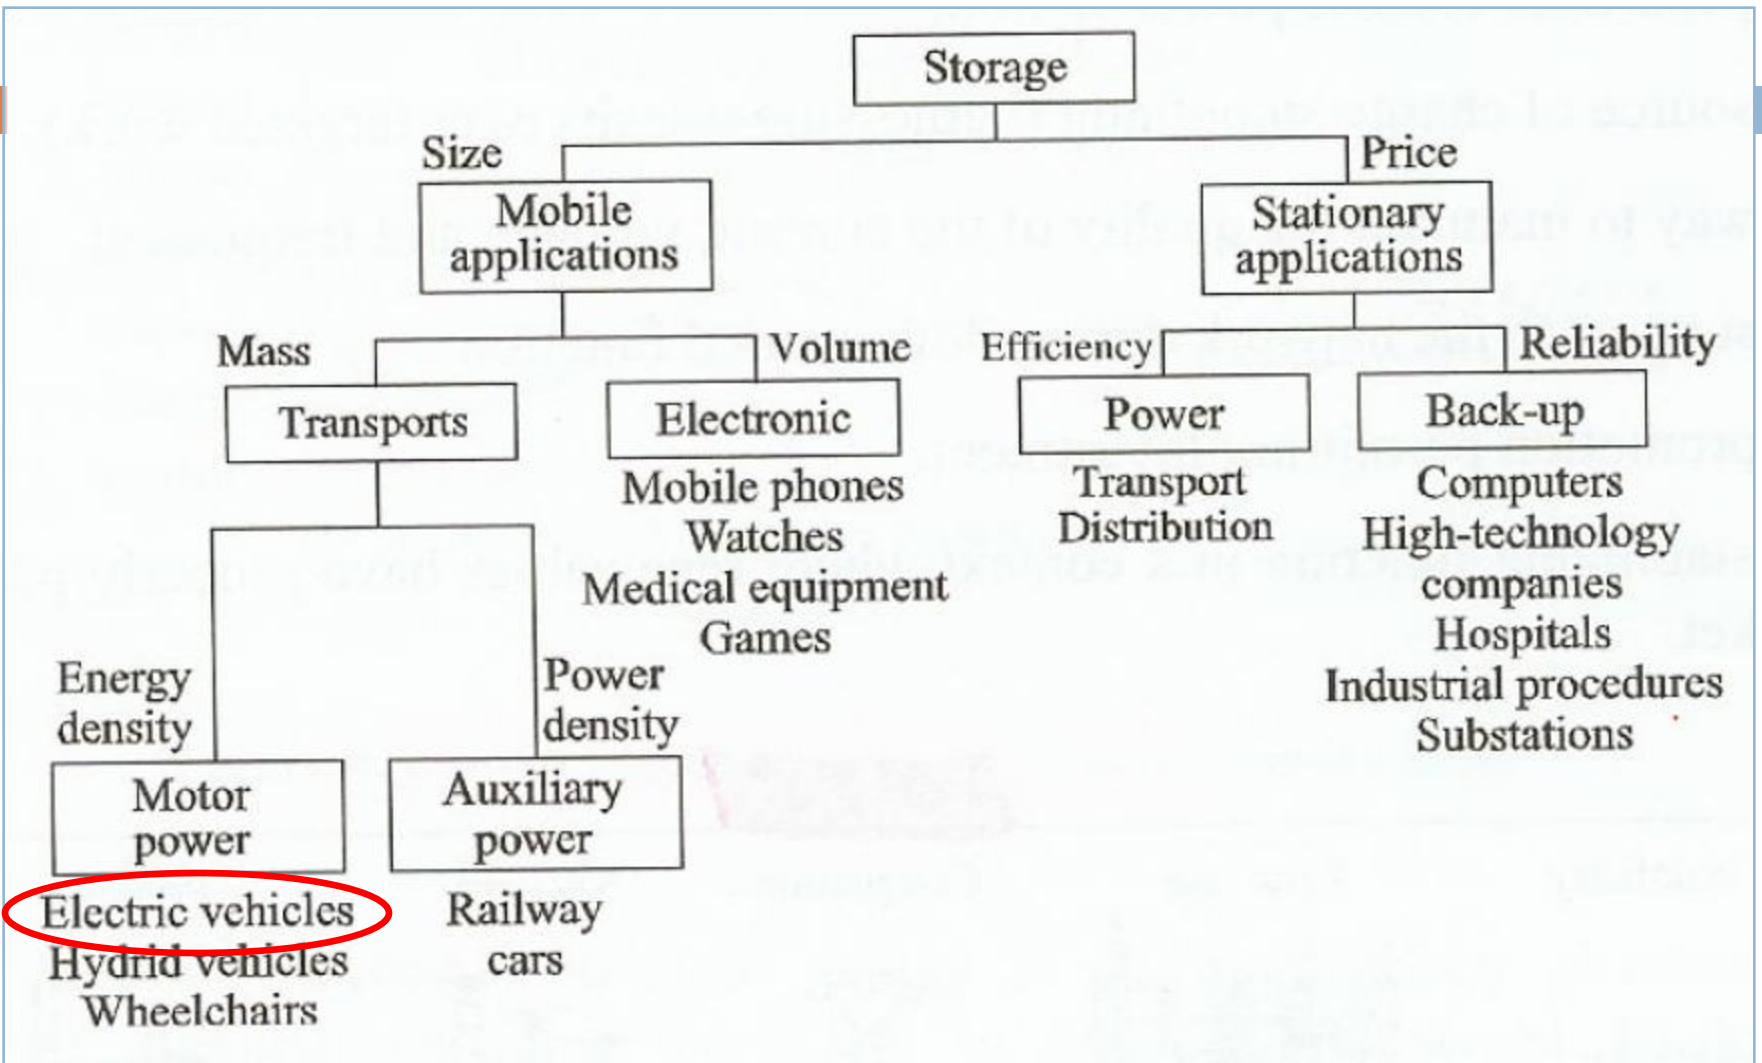 Storage
Size
Price
Mobile
applications
Stationary
applications
Mass
Volume
Efficiency
Reliability
Transports
Electronic
Power
Back-up
Mobile phones
Watches
Medical equipment
Games
Transport
Distribution
Computers
High-technology
companies
Hospitals
Industrial procedures
Substations
Energy
density
Power
density
Motor
power
Auxiliary
power
Electric vehicles
Hydrid vehicles
Wheelchairs
Railway
cars